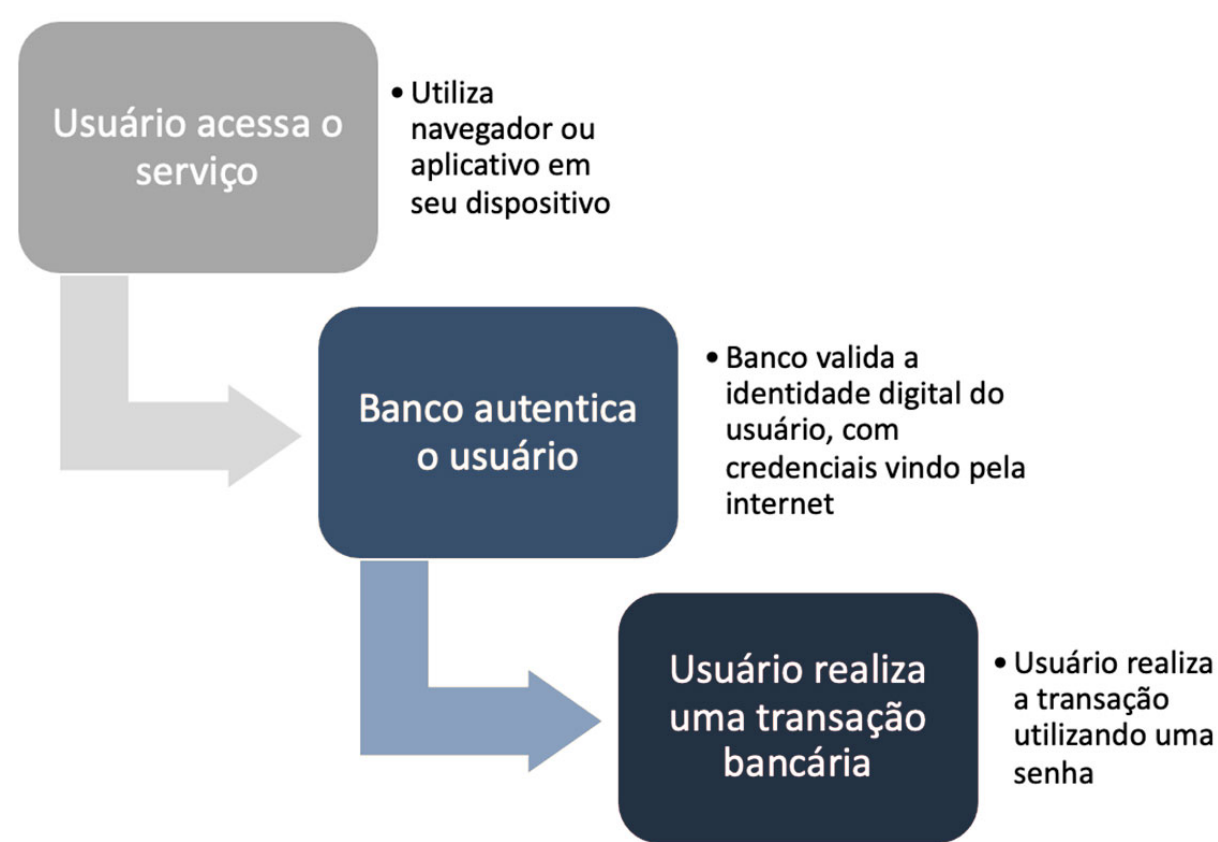 Usuário acessa o
serviço
• Utiliza
navegador ou
aplicativo em
seu dispositivo
Banco autentica
o usuário
• Banco valida a
identidade digital do
usuário, com
credenciais vindo pela
internet
Usuário realiza
uma transação
bancária
• Usuário realiza
a transação
utilizando uma
senha